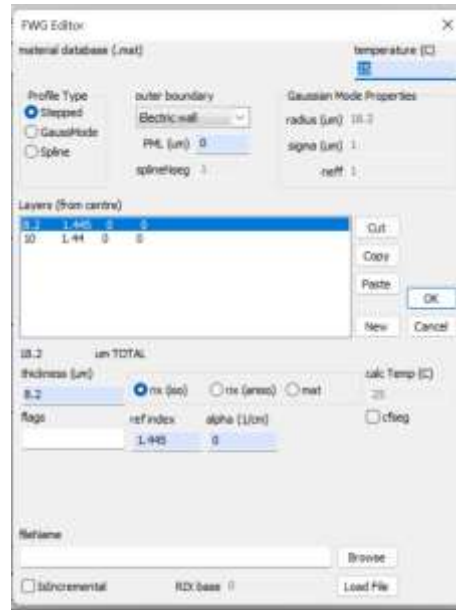 FWG Editor
material database (.mat)
temperature (C)
25
Profile Type
outer boundary
Gaussian Mode Properties
Stepped
GaussMode
Spline
Electric wall
PML (um) 0
splineNseg 3
radius (um) 18.2
sigma (um) 1
neff 1
Layers (from centre)
8.2 1.445 0 0
10 1.44 0 0
Cut
Copy
Paste
New
OK
Cancel
18.2 um TOTAL
thickness (um)
8.2
rix (iso)
rix (aniso)
mat
calc Temp (C)
25
flags
ref index
alpha (1/cm)
cfseg
1.445
0
fileName
Browse
IsIncremental
RIX base 0
Load File